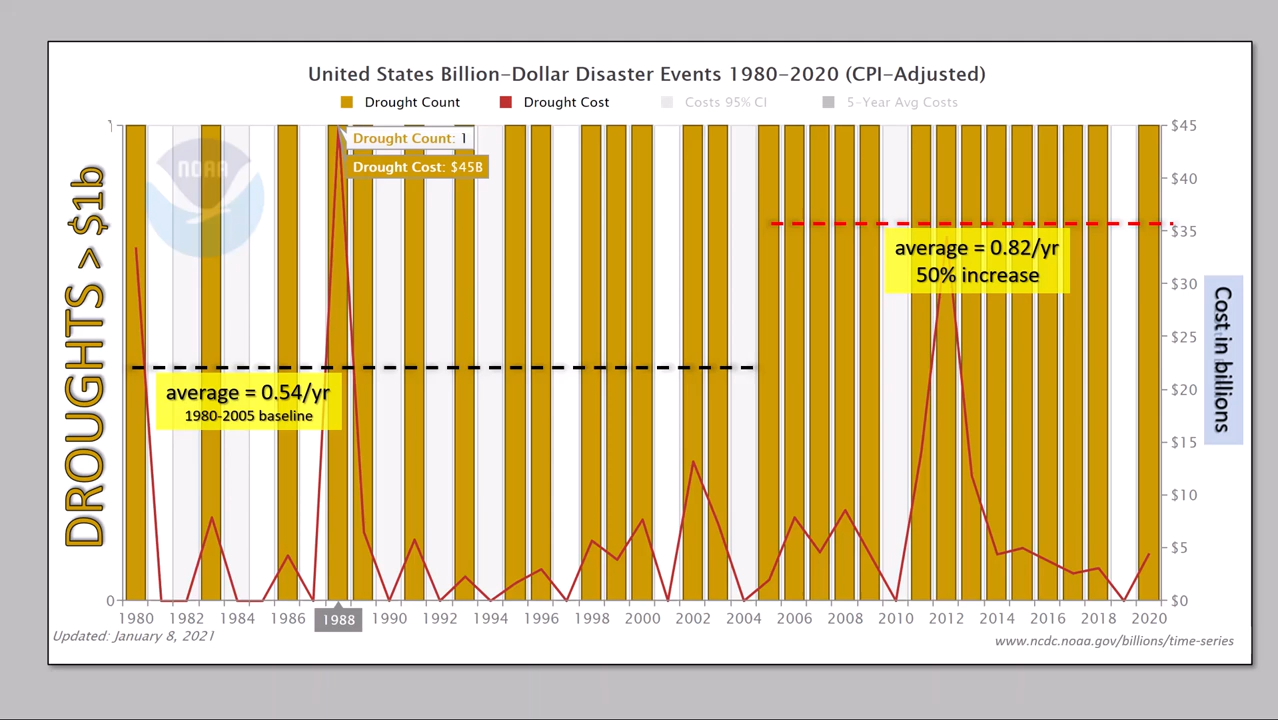 United States Billion-Dollar Disaster Events 1980-2020 (CPI-Adjusted)
Drought Count Drought Cost Costs 95% CI 5-Year Avg Costs
1
$45
Drought Count: 1
Drought Cost: $45B
NOAA
$40
DROUGHTS > $1b
$35
average = 0.82/yr
50% increase
$30
Cost in billions
$25
average = 0.54/yr
1980-2005 baseline
$20
$15
$10
$5
0
$0
1980 1982 1984 1986 1988 1990 1992 1994 1996 1998 2000 2002 2004 2006 2008 2010 2012 2014 2016 2018 2020
Updated: January 8, 2021
www.ncdc.noaa.gov/billions/time-series